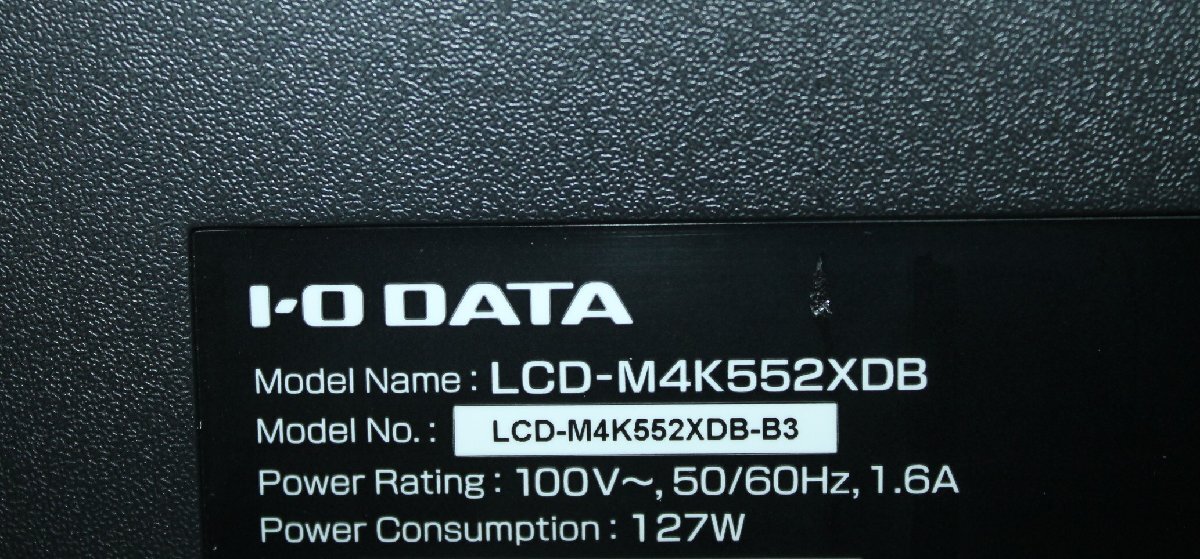 I-O DATA
Model Name : LCD-M4K552XDB
Model No. : LCD-M4K552XDB-B3
Power Rating : 100V～, 50/60Hz, 1.6A
Power Consumption : 127W